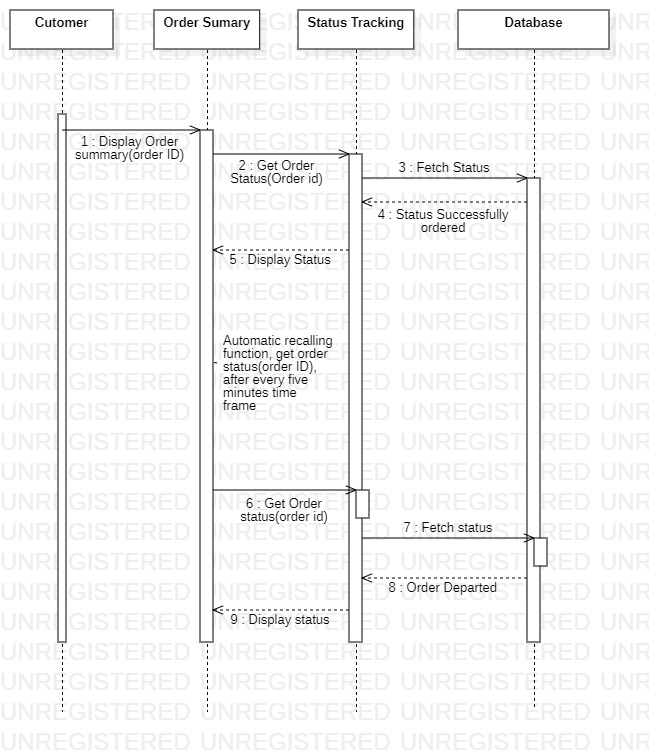 Cutomer
Order Sumary
Status Tracking
Database
1 : Display Order
summary(order ID)
2 : Get Order
Status(Order id)
3 : Fetch Status
4 : Status Successfully
ordered
5 : Display Status
Automatic recalling
function, get order
status(order ID),
after every five
minutes time
frame
6 : Get Order
status(order id)
7 : Fetch status
8 : Order Departed
9 : Display status
UNREGISTERED